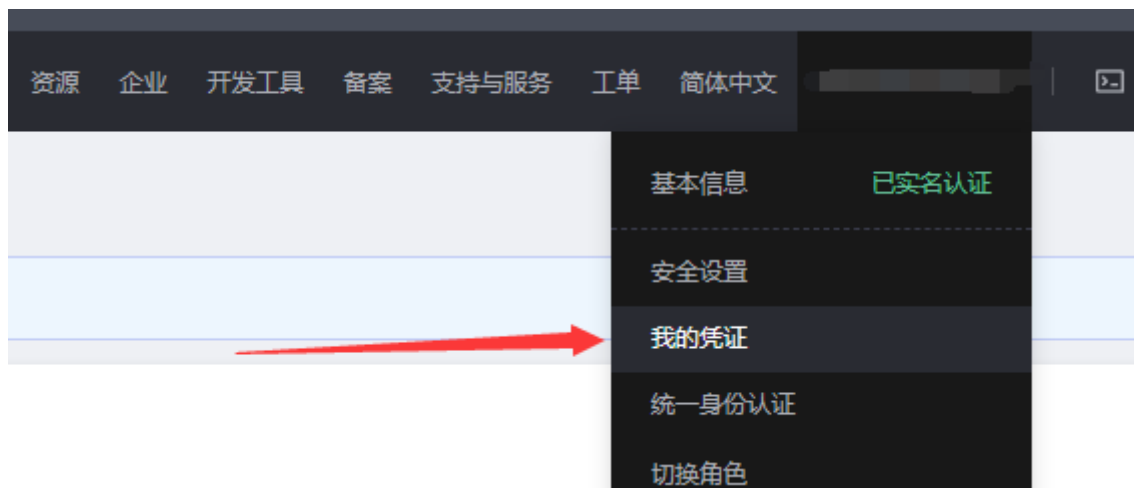 资源 企业 开发工具 备案 支持与服务 工单 简体中文
基本信息 已实名认证
安全设置
我的凭证
统一身份认证
切换角色